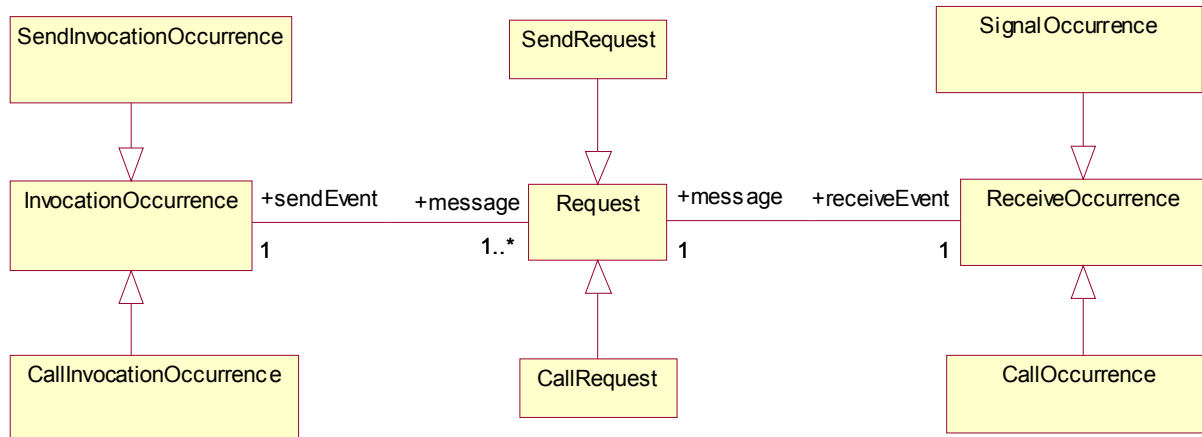 SendInvocationOccurrence
SendRequest
SignalOccurrence
InvocationOccurrence
+sendEvent
+message
Request
+message
+receiveEvent
ReceiveOccurrence
1
1..*
1
1
CallInvocationOccurrence
CallRequest
CallOccurrence